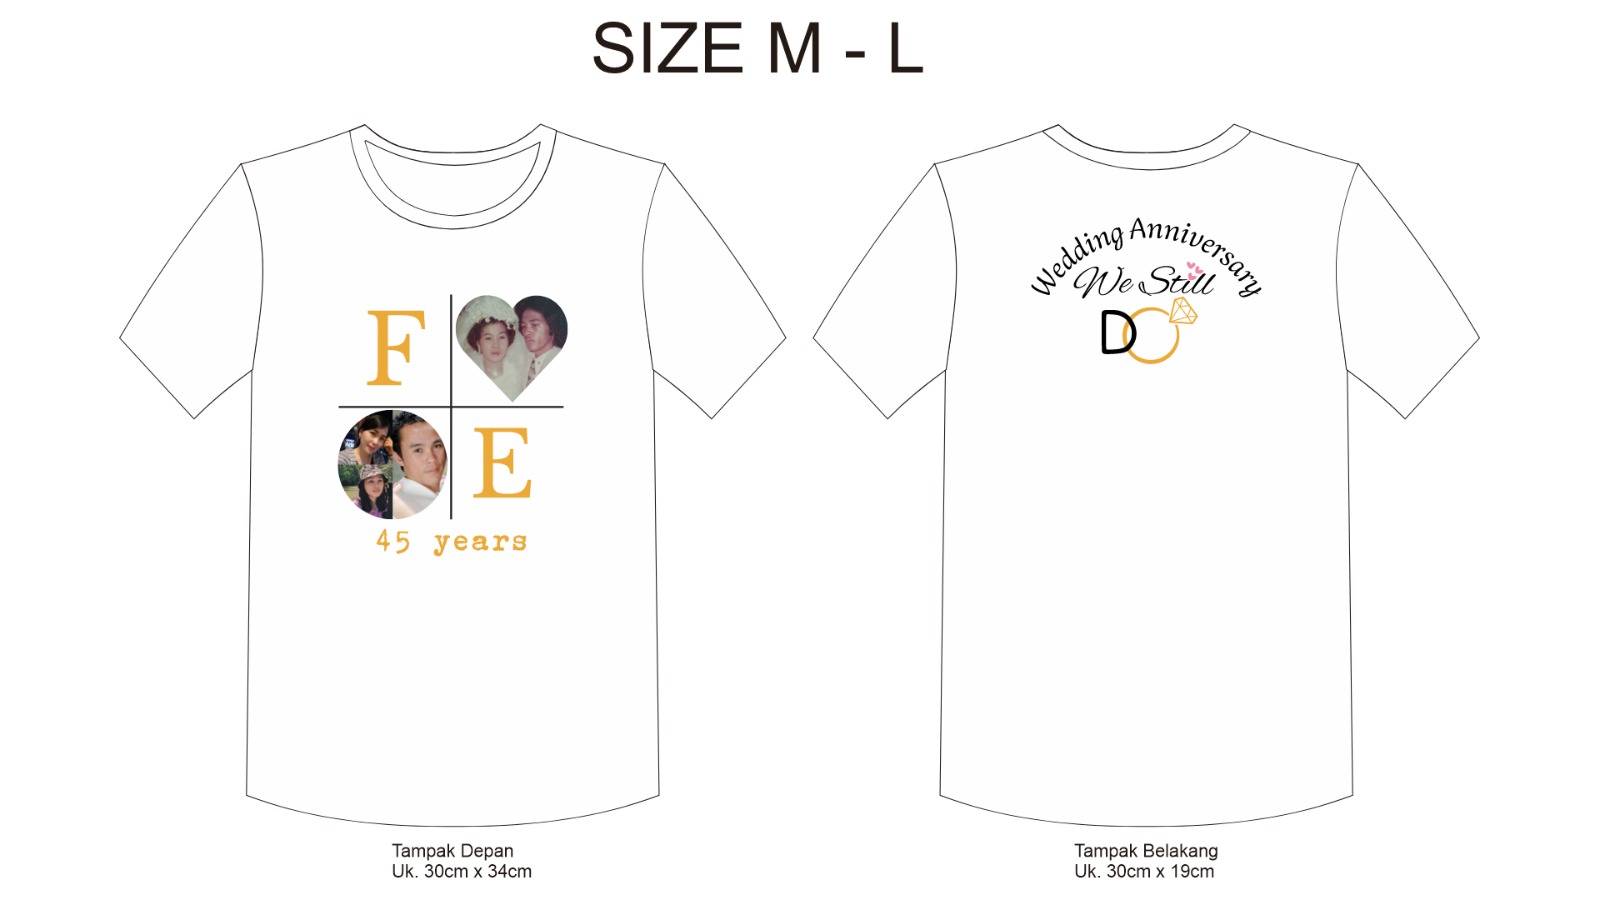 SIZE M - L
F
E
45 years
Tampak Depan
Uk. 30cm x 34cm
Wedding Anniversary
We Still
DO
Tampak Belakang
Uk. 30cm x 19cm